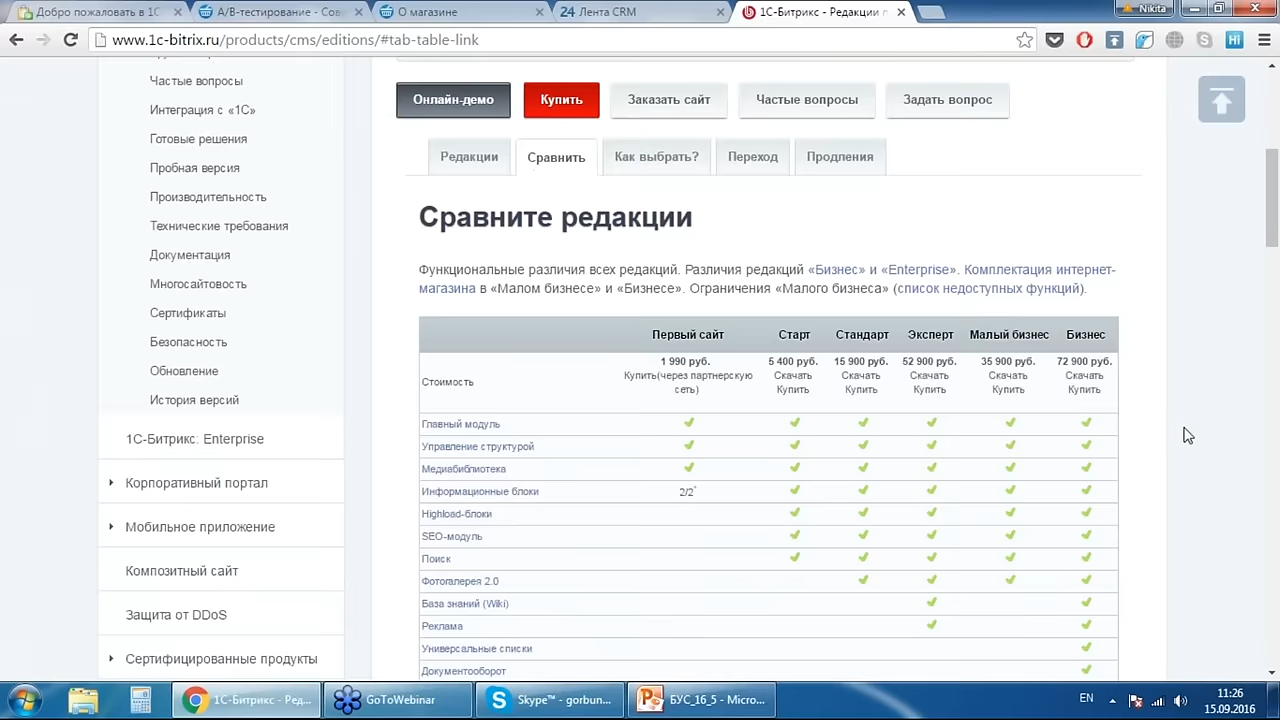 Добро пожаловать в 1С
A/B-тестирование - Сов
О магазине
24 Лента CRM
1С-Битрикс - Редакции п
Nikita
www.1c-bitrix.ru/products/cms/editions/#tab-table-link
Частые вопросы
Интеграция с «1С»
Готовые решения
Пробная версия
Производительность
Технические требования
Документация
Многосайтовость
Сертификаты
Безопасность
Обновление
История версий
1С-Битрикс: Enterprise
Корпоративный портал
Мобильное приложение
Композитный сайт
Защита от DDoS
Сертифицированные продукты
Онлайн-демо Купить Заказать сайт Частые вопросы Задать вопрос
Редакции Сравнить Как выбрать? Переход Продления
Сравните редакции
Функциональные различия всех редакций. Различия редакций «Бизнес» и «Enterprise». Комплектация интернет-
магазина в «Малом бизнесе» и «Бизнесе». Ограничения «Малого бизнеса» (список недоступных функций).
Первый сайт Старт Стандарт Эксперт Малый бизнес Бизнес
Стоимость
1 990 руб. 5 400 руб. 15 900 руб. 52 900 руб. 35 900 руб. 72 900 руб.
Купить(через партнерскую Скачать Скачать Скачать Скачать Скачать
сеть) Купить Купить Купить Купить Купить
Главный модуль
Управление структурой
Медиабиблиотека
Информационные блоки 2/2*
Highload-блоки
SEO-модуль
Поиск
Фотогалерея 2.0
База знаний (Wiki)
Реклама
Универсальные списки
Документооборот
1С-Битрикс - Ред... GoToWebinar Skype™ - gorbun... БУС_16_5 - Micro...
EN
11:26
15.09.2016